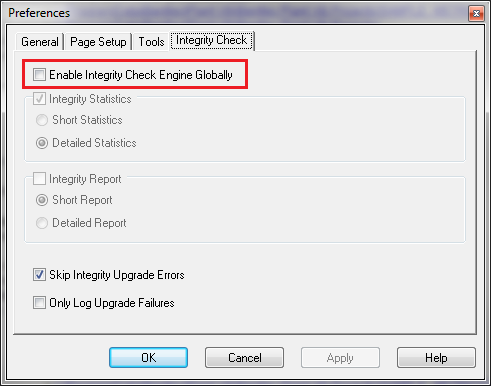 Preferences
General Page Setup Tools Integrity Check
Enable Integrity Check Engine Globally
Integrity Statistics
Short Statistics
Detailed Statistics
Integrity Report
Short Report
Detailed Report
Skip Integrity Upgrade Errors
Only Log Upgrade Failures
OK Cancel Apply Help